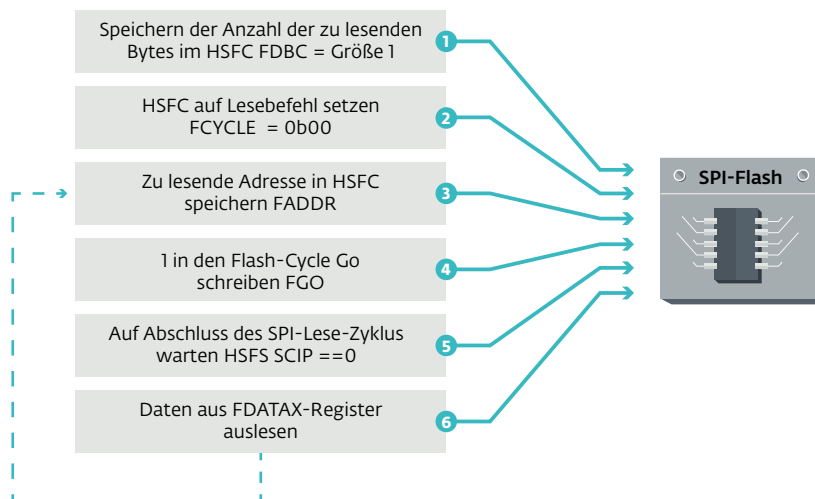 Speichern der Anzahl der zu lesenden
Bytes im HSFC FDBC = Größe 1
1
HSFC auf Lesebefehl setzen
FCYCLE = 0b00
2
Zu lesende Adresse in HSFC
speichern FADDR
3
1 in den Flash-Cycle Go
schreiben FGO
4
Auf Abschluss des SPI-Lese-Zyklus
warten HSFS SCIP ==0
5
Daten aus FDATAX-Register
auslesen
6
SPI-Flash